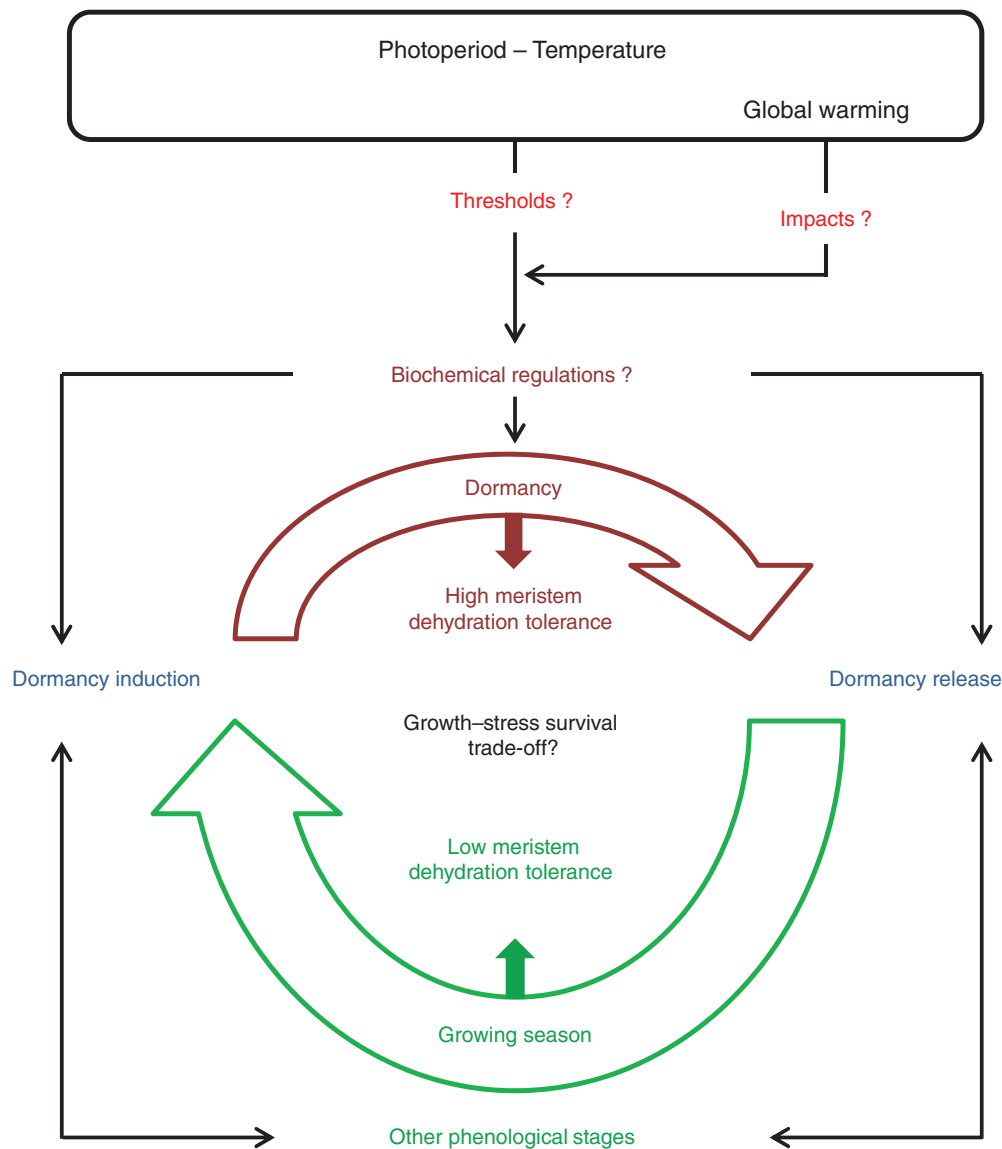 Photoperiod – Temperature
Global warming
Thresholds ?
Impacts ?
Biochemical regulations ?
Dormancy
High meristem
dehydration tolerance
Dormancy induction
Dormancy release
Growth–stress survival
trade-off?
Low meristem
dehydration tolerance
Growing season
Other phenological stages